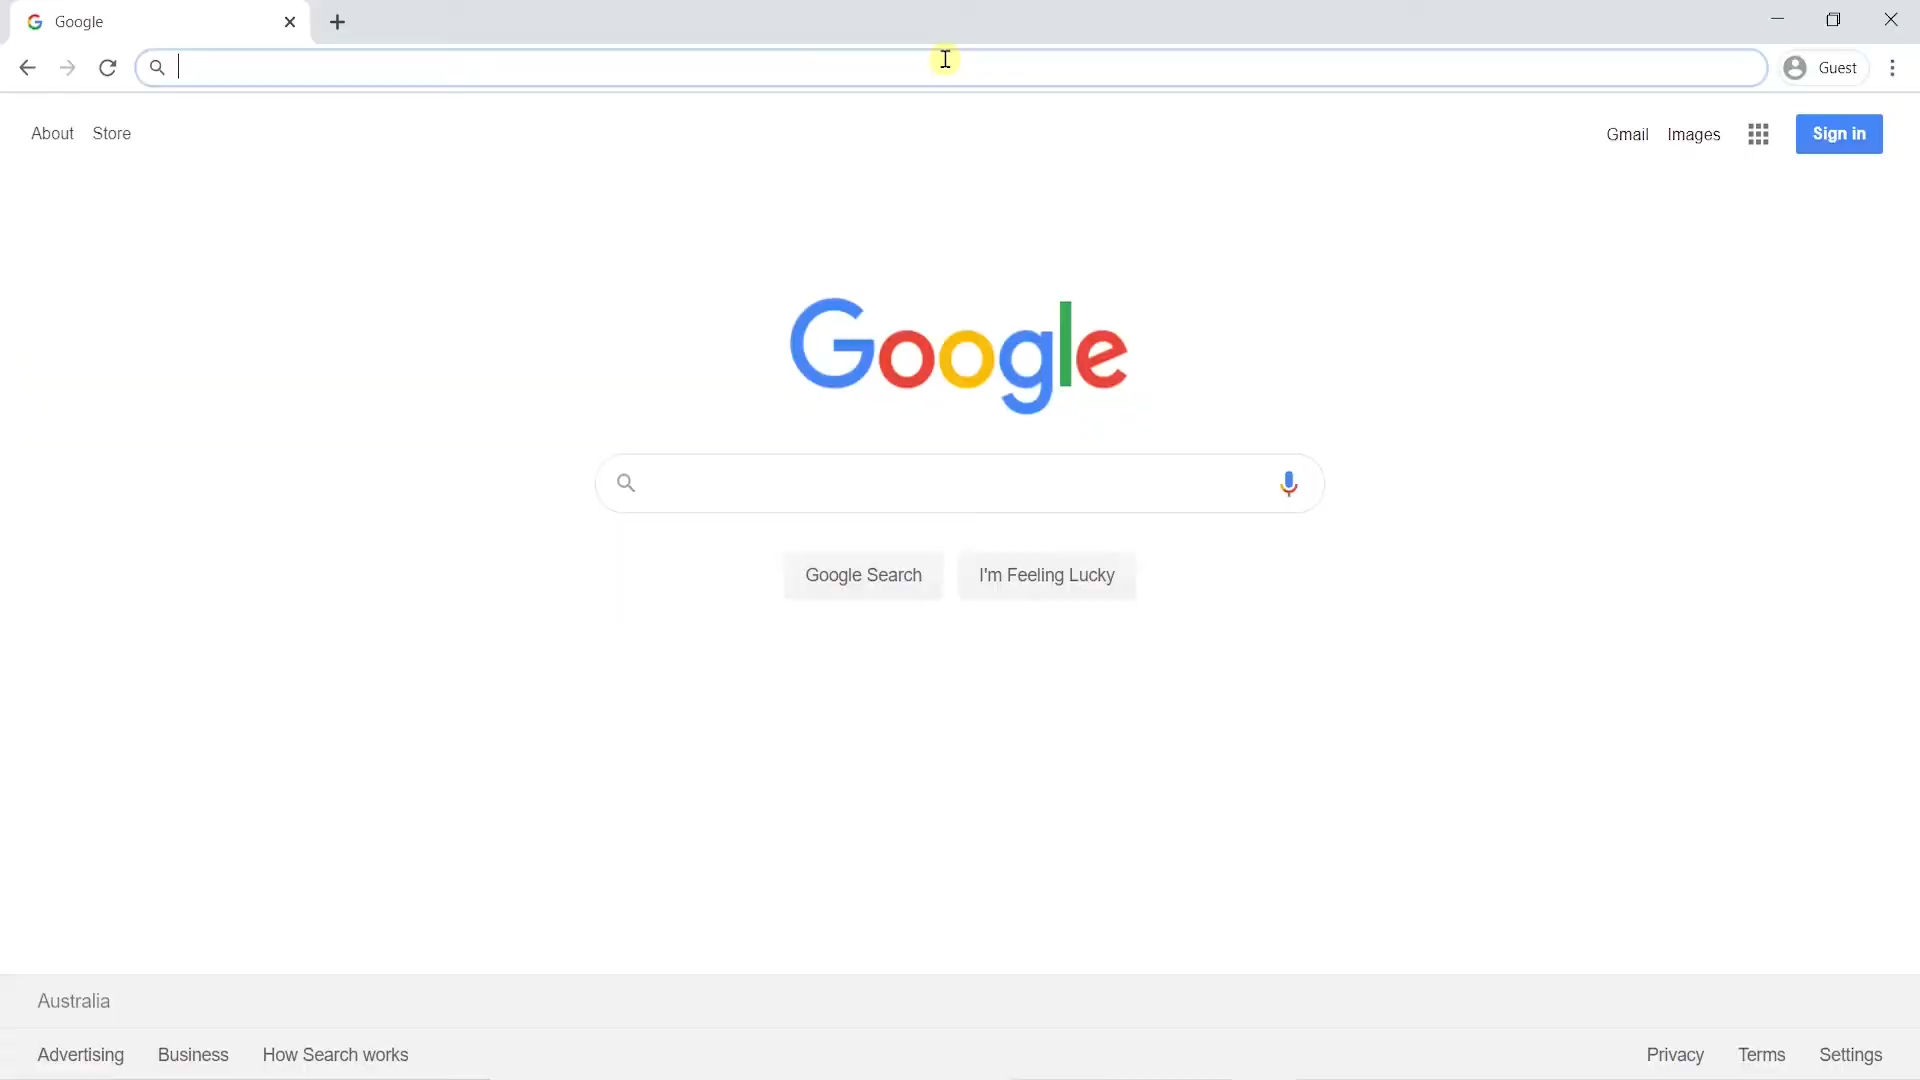 Google
Guest
About Store
Gmail Images Sign in
Google
Google Search I'm Feeling Lucky
Australia
Advertising Business How Search works
Privacy Terms Settings